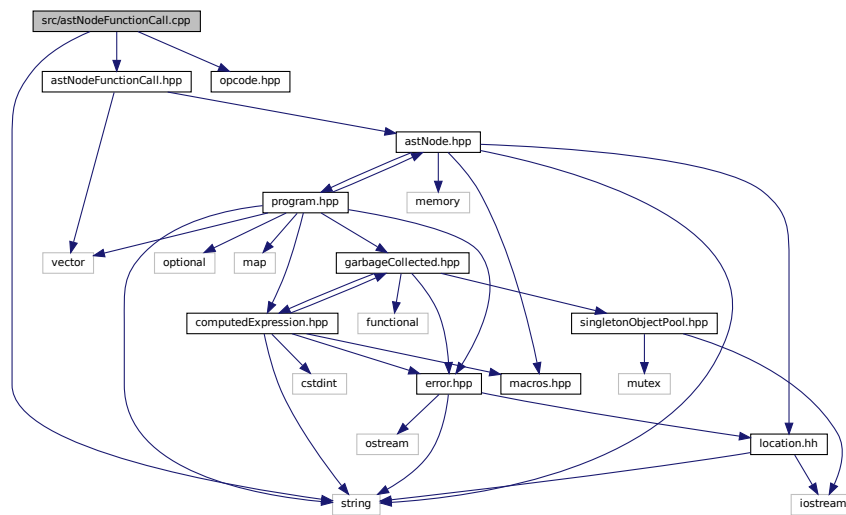 src/astNodeFunctionCall.cpp
astNodeFunctionCall.hpp
opcode.hpp
astNode.hpp
program.hpp
memory
vector
optional
map
garbageCollected.hpp
computedExpression.hpp
functional
singletonObjectPool.hpp
cstdint
error.hpp
macros.hpp
mutex
ostream
location.hh
string
iostream